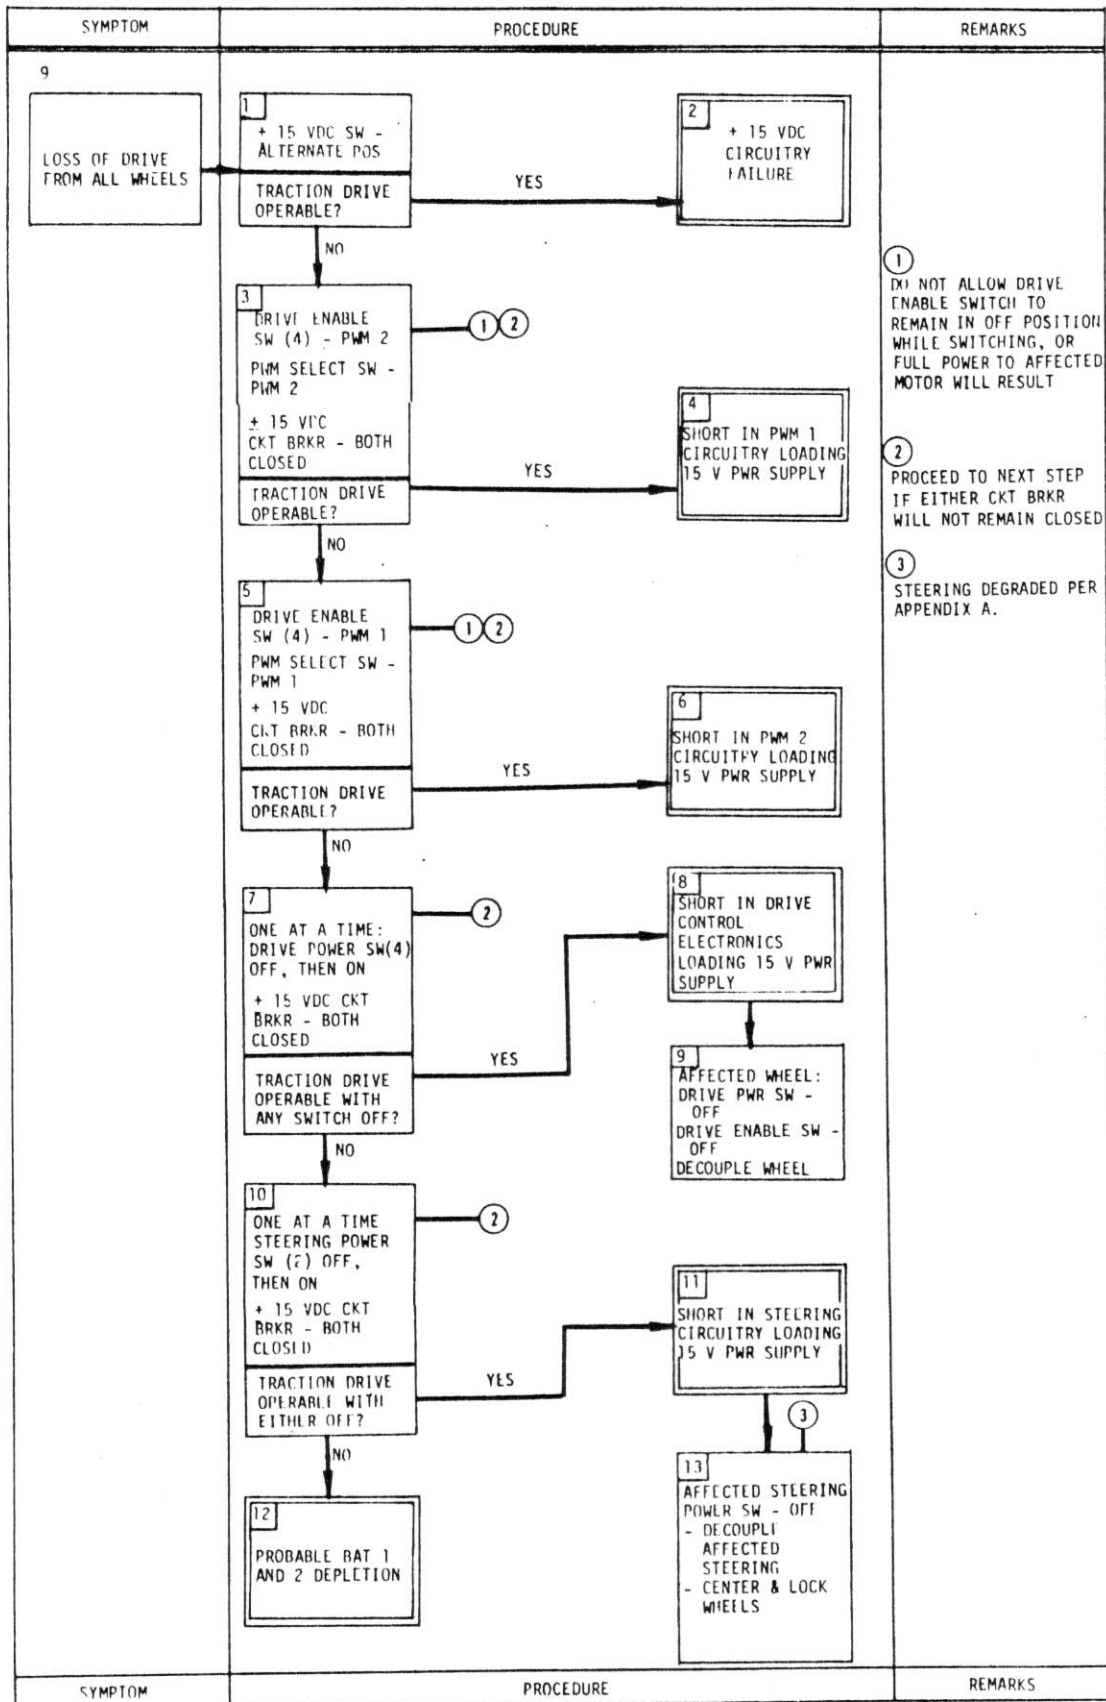 SYMPTOM
PROCEDURE
REMARKS
9
LOSS OF DRIVE
FROM ALL WHEELS
1
+ 15 VDC SW -
ALTERNATE POS
TRACTION DRIVE
OPERABLE?
YES
NO
2
+ 15 VDC
CIRCUITRY
FAILURE
3
DRIVE ENABLE
SW (4) - PWM 2
PWM SELECT SW -
PWM 2
± 15 VDC
CKT BRKR - BOTH
CLOSED
TRACTION DRIVE
OPERABLE?
1 2
YES
NO
4
SHORT IN PWM 1
CIRCUITRY LOADING
15 V PWR SUPPLY
5
DRIVE ENABLE
SW (4) - PWM 1
PWM SELECT SW -
PWM 1
+ 15 VDC
CKT BRKR - BOTH
CLOSED
TRACTION DRIVE
OPERABLE?
1 2
YES
NO
6
SHORT IN PWM 2
CIRCUITRY LOADING
15 V PWR SUPPLY
7
ONE AT A TIME:
DRIVE POWER SW(4)
OFF, THEN ON
+ 15 VDC CKT
BRKR - BOTH
CLOSED
TRACTION DRIVE
OPERABLE WITH
ANY SWITCH OFF?
2
YES
NO
8
SHORT IN DRIVE
CONTROL
ELECTRONICS
LOADING 15 V PWR
SUPPLY
9
AFFECTED WHEEL:
DRIVE PWR SW -
OFF
DRIVE ENABLE SW -
OFF
DECOUPLE WHEEL
10
ONE AT A TIME
STEERING POWER
SW (2) OFF,
THEN ON
+ 15 VDC CKT
BRKR - BOTH
CLOSED
TRACTION DRIVE
OPERABLE WITH
EITHER OFF?
2
YES
NO
11
SHORT IN STEERING
CIRCUITRY LOADING
15 V PWR SUPPLY
3
12
PROBABLE BAT 1
AND 2 DEPLETION
13
AFFECTED STEERING
POWER SW - OFF
- DECOUPLE
AFFECTED
STEERING
- CENTER & LOCK
WHEELS
1
DO NOT ALLOW DRIVE
ENABLE SWITCH TO
REMAIN IN OFF POSITION
WHILE SWITCHING, OR
FULL POWER TO AFFECTED
MOTOR WILL RESULT
2
PROCEED TO NEXT STEP
IF EITHER CKT BRKR
WILL NOT REMAIN CLOSED
3
STEERING DEGRADED PER
APPENDIX A.
SYMPTOM
PROCEDURE
REMARKS